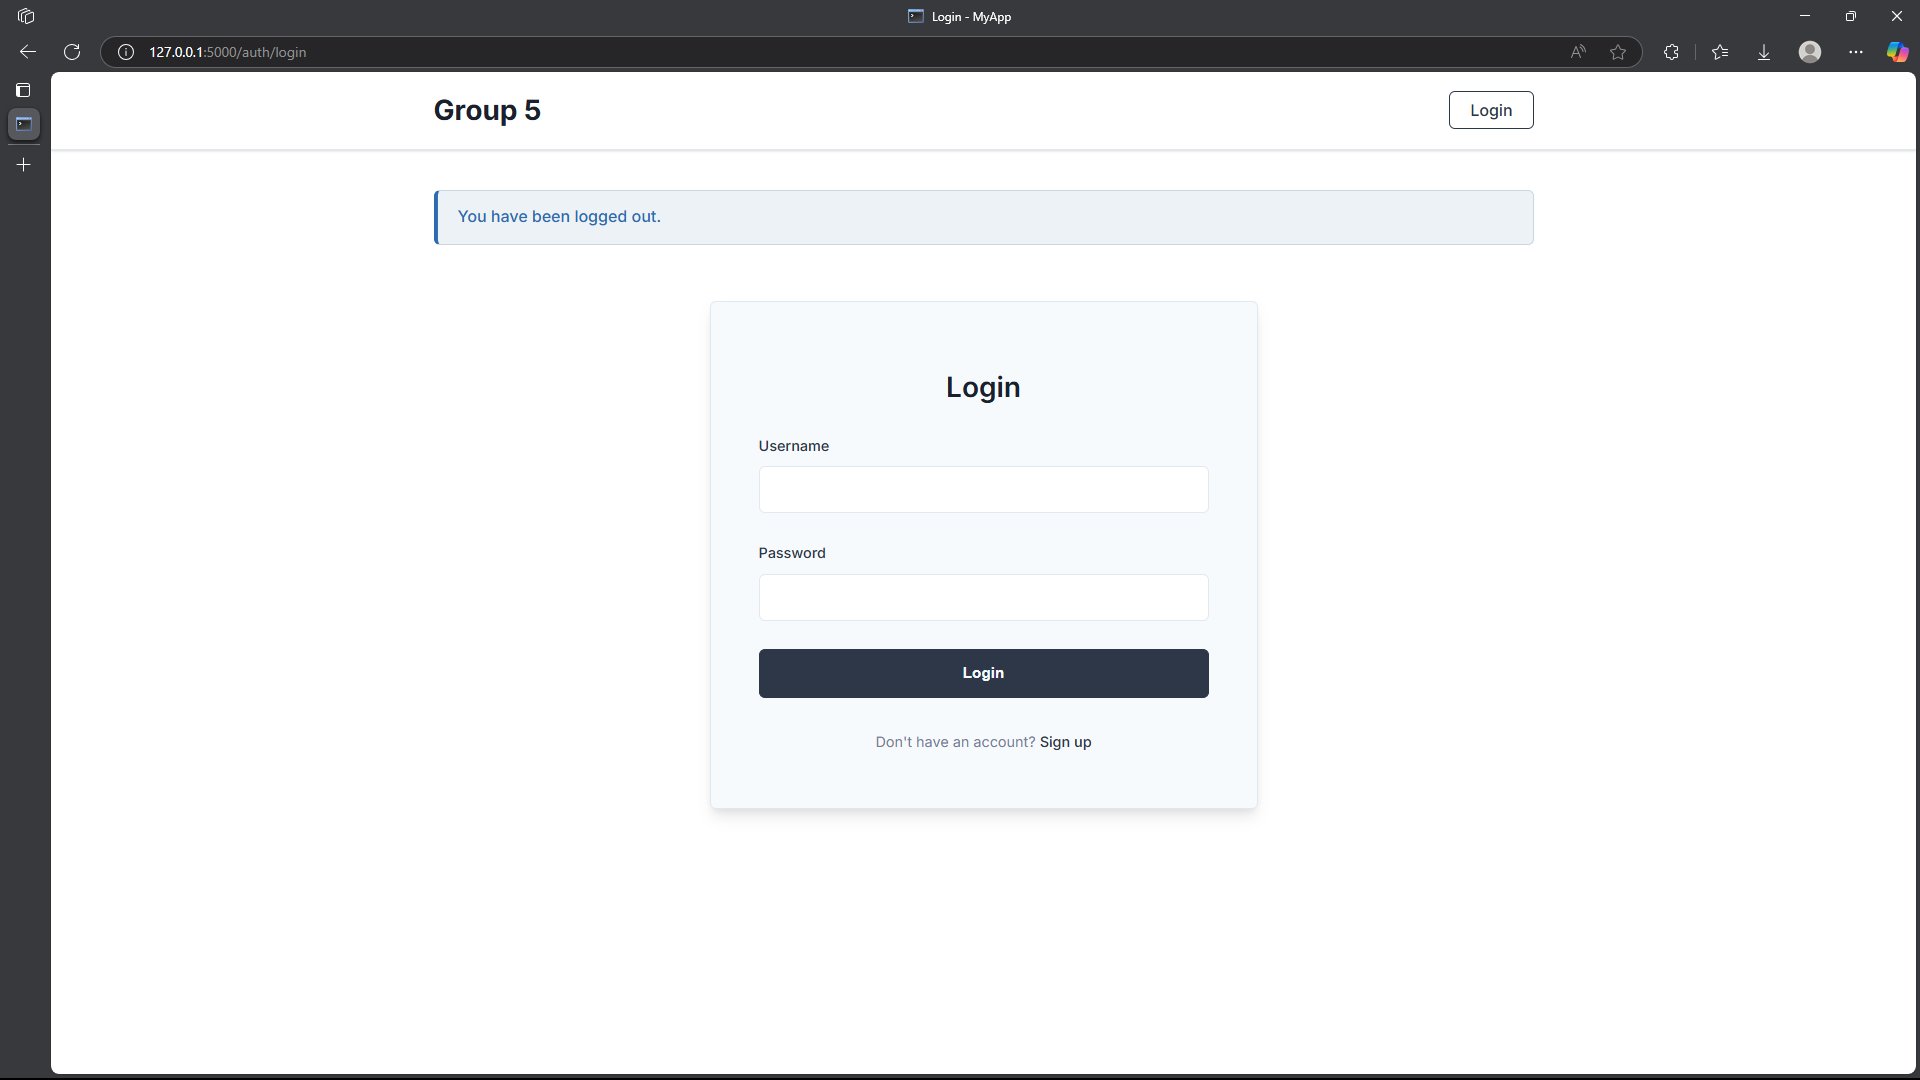 Login - MyApp
127.0.0.1:5000/auth/login
Group 5
Login
You have been logged out.
Login
Username
Password
Login
Don't have an account? Sign up